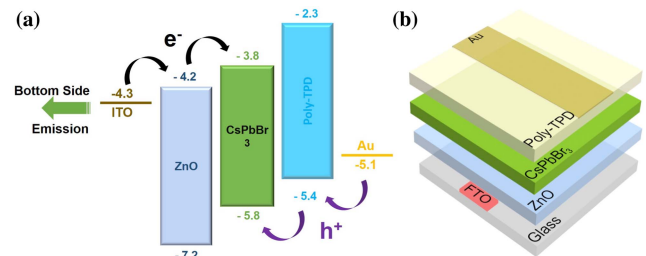 (a)
e-
- 2.3
- 3.8
- 4.2
-4.3
ITO
Bottom Side
Emission
ZnO
CsPbBr
3
Poly-TPD
Au
-5.1
- 5.4
- 5.8
h+
- 7.2
(b)
Au
Poly-TPD
CsPbBr3
ZnO
FTO
Glass